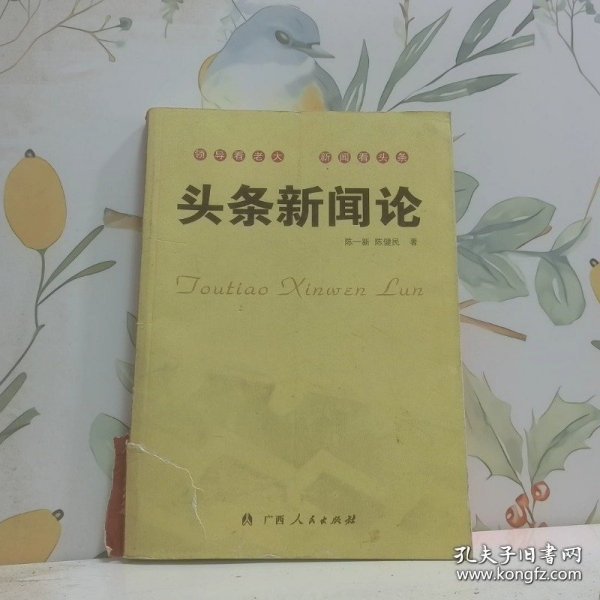 领导看老大 新闻看头条
头条新闻论
陈一新 陈健民 著
Toutiao Xinwen Lun
广西人民出版社
孔夫子旧书网
www.kongfz.com